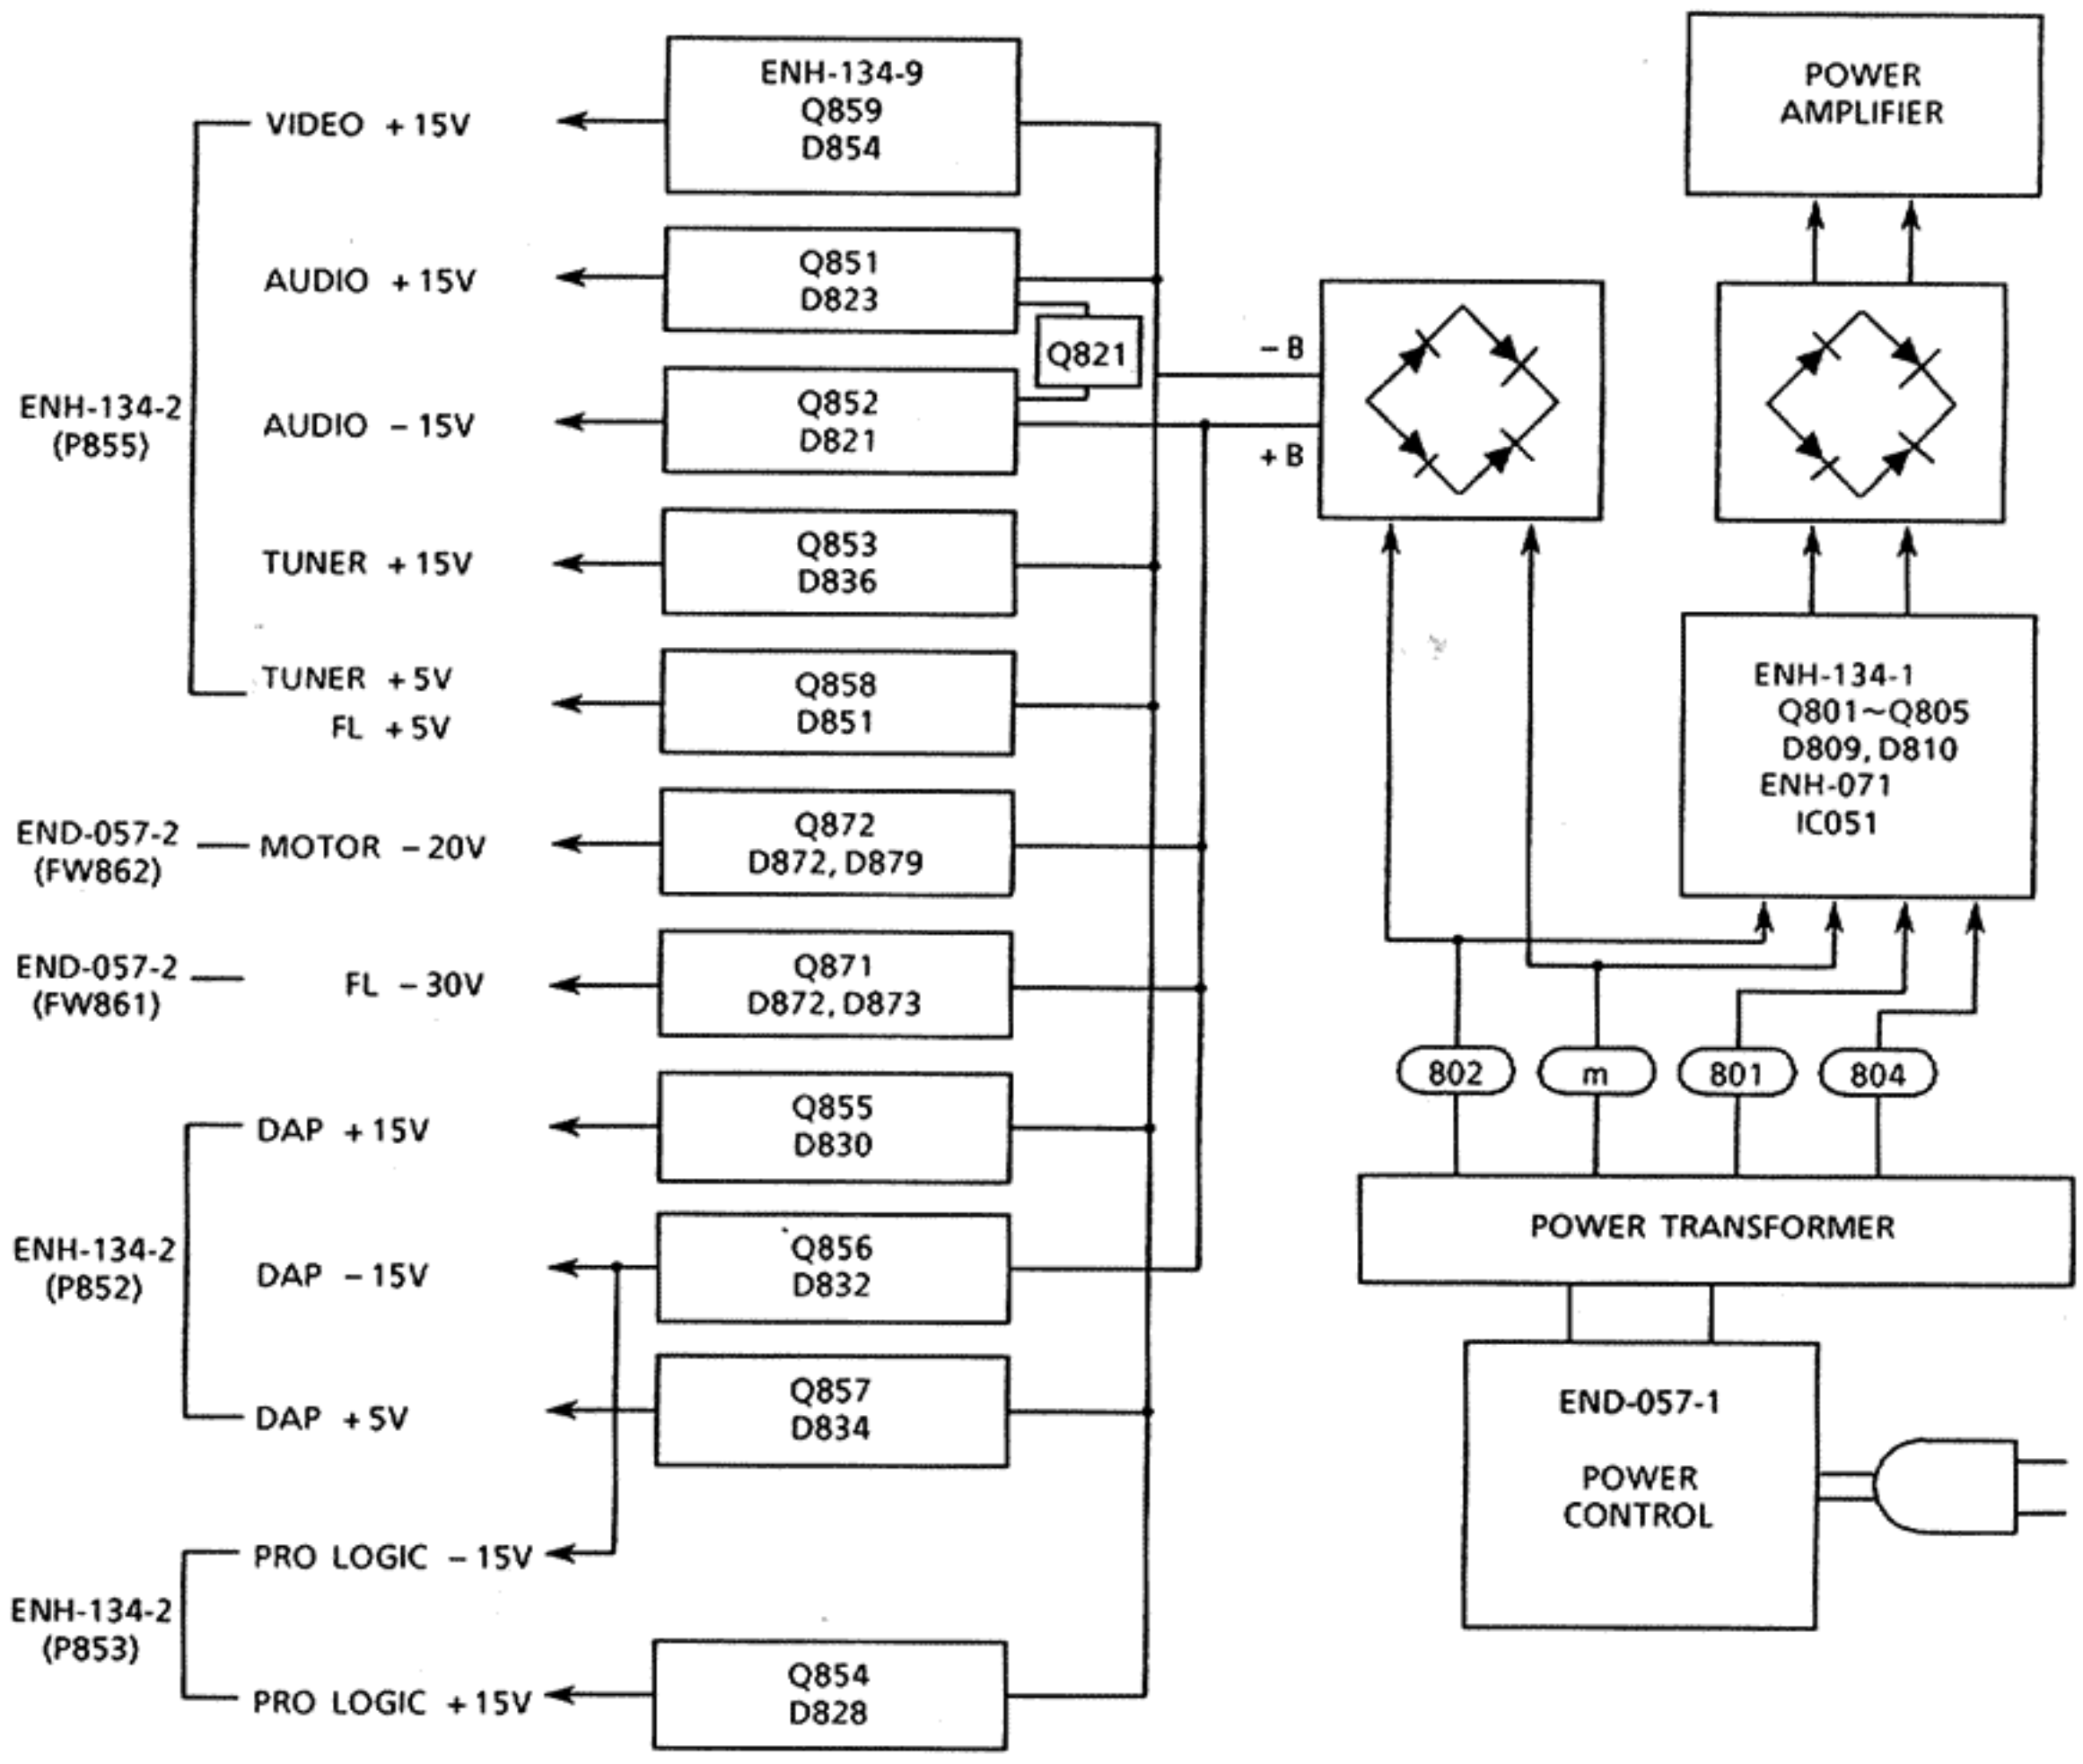 ENH-134-9
Q859
D854
VIDEO + 15V
Q851
D823
AUDIO + 15V
Q821
Q852
D821
AUDIO – 15V
ENH-134-2
(P855)
Q853
D836
TUNER + 15V
Q858
D851
TUNER + 5V
FL + 5V
END-057-2
(FW862)
MOTOR – 20V
Q872
D872, D879
END-057-2
(FW861)
FL – 30V
Q871
D872, D873
DAP + 15V
Q855
D830
ENH-134-2
(P852)
DAP – 15V
Q856
D832
DAP + 5V
Q857
D834
PRO LOGIC – 15V
ENH-134-2
(P853)
PRO LOGIC + 15V
Q854
D828
– B
+ B
POWER
AMPLIFIER
ENH-134-1
Q801~Q805
D809, D810
ENH-071
IC051
802
m
801
804
POWER TRANSFORMER
END-057-1
POWER
CONTROL